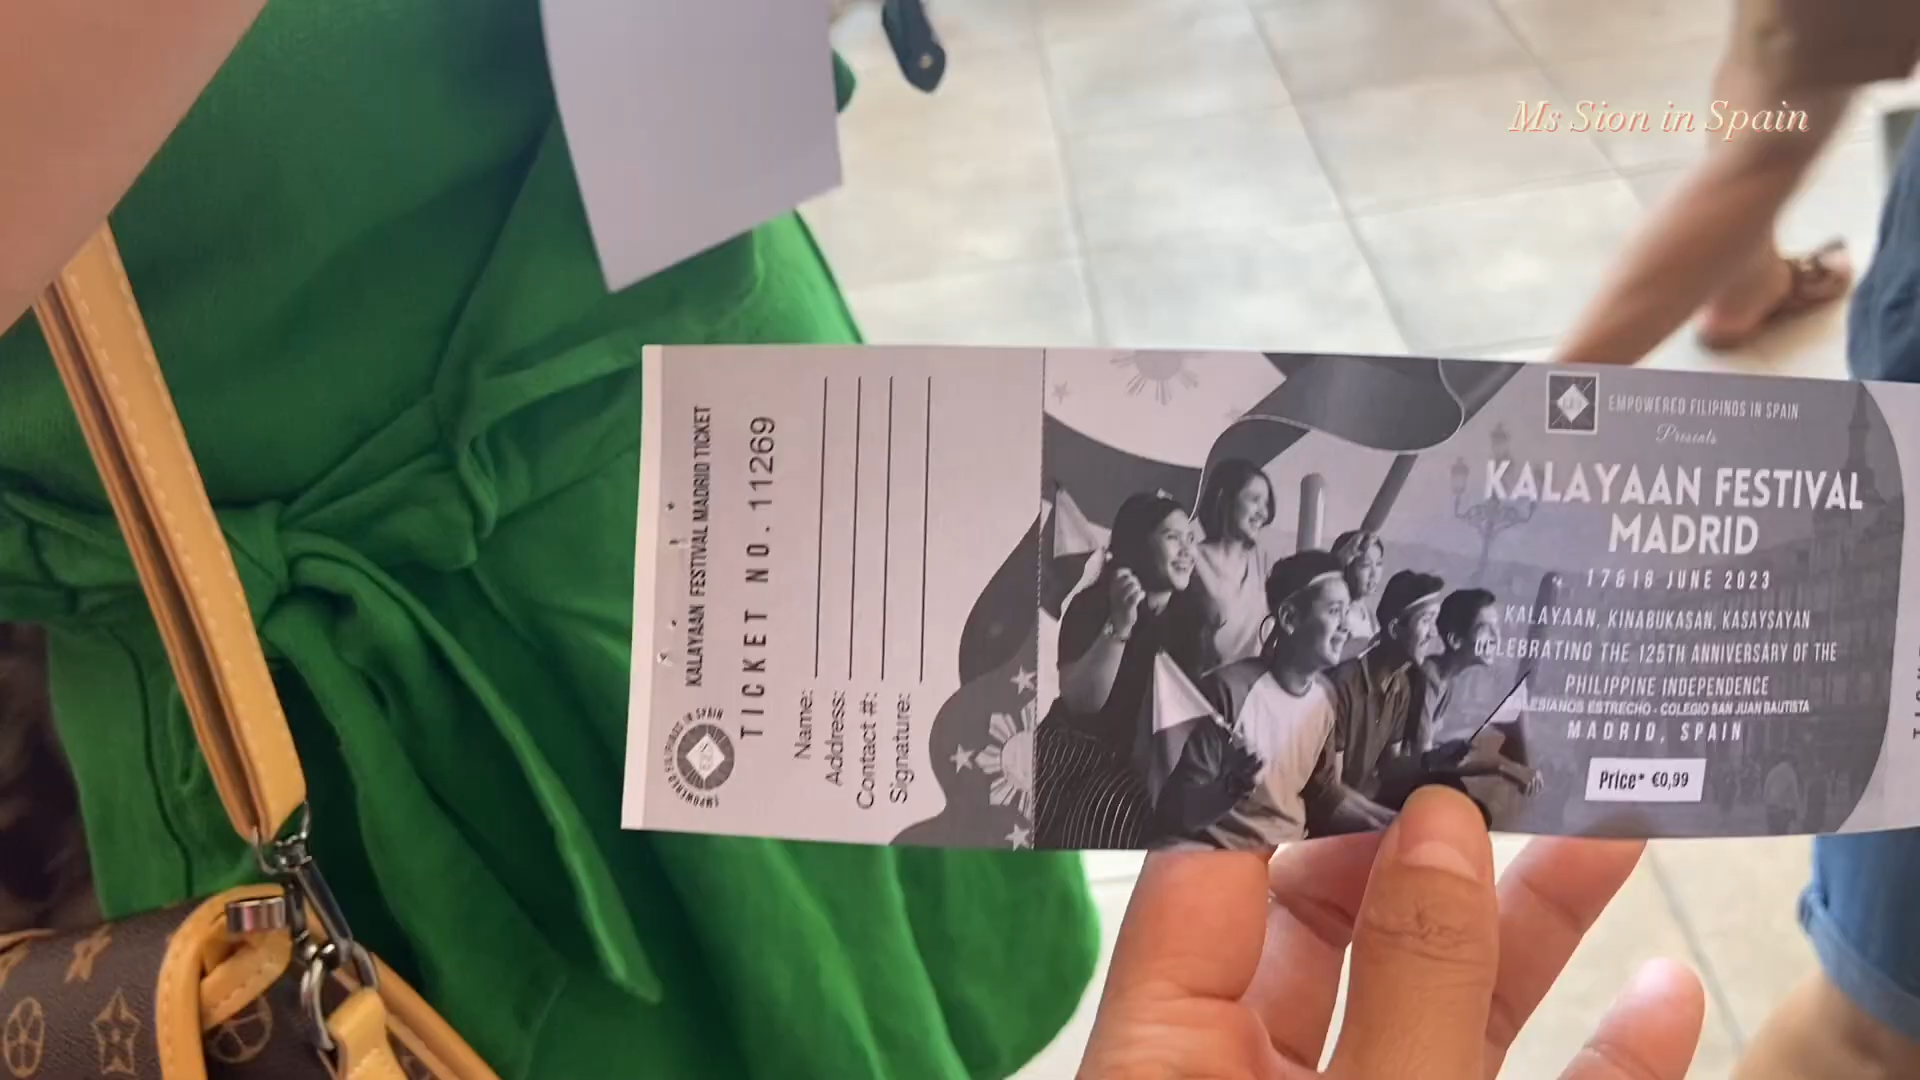 Ms Sion in Spain
KALAYAAN FESTIVAL MADRID TICKET
TICKET NO. 11269
Name:
Address:
Contact #:
Signature:
EMPOWERED FILIPINOS IN SPAIN
EMPOWERED FILIPINOS IN SPAIN
Presents
KALAYAAN FESTIVAL
MADRID
17&18 JUNE 2023
KALAYAAN, KINABUKASAN, KASAYSAYAN
CELEBRATING THE 125TH ANNIVERSARY OF THE
PHILIPPINE INDEPENDENCE
SALESIANOS ESTRECHO - COLEGIO SAN JUAN BAUTISTA
MADRID, SPAIN
Price* €0,99